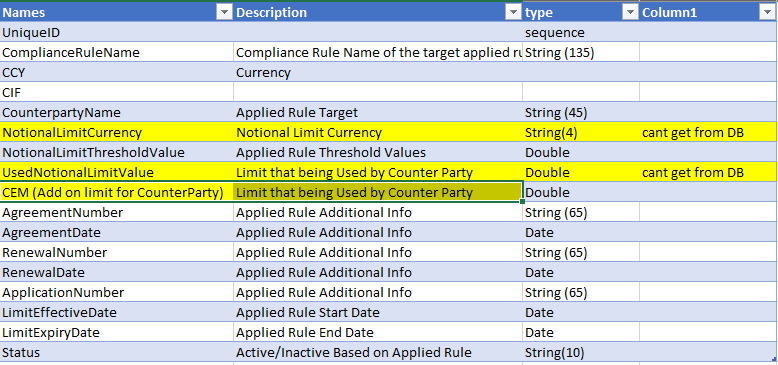 Names Description type Column1
UniqueID sequence
ComplianceRuleName Compliance Rule Name of the target applied ru String (135)
CCY Currency
CIF
CounterpartyName Applied Rule Target String (45)
NotionalLimitCurrency Notional Limit Currency String(4) cant get from DB
NotionalLimitThresholdValue Applied Rule Threshold Values Double
UsedNotionalLimitValue Limit that being Used by Counter Party Double cant get from DB
CEM (Add on limit for CounterParty) Limit that being Used by Counter Party Double
AgreementNumber Applied Rule Additional Info String (65)
AgreementDate Applied Rule Additional Info Date
RenewalNumber Applied Rule Additional Info String (65)
RenewalDate Applied Rule Additional Info Date
ApplicationNumber Applied Rule Additional Info String (65)
LimitEffectiveDate Applied Rule Start Date Date
LimitExpiryDate Applied Rule End Date Date
Status Active/Inactive Based on Applied Rule String(10)